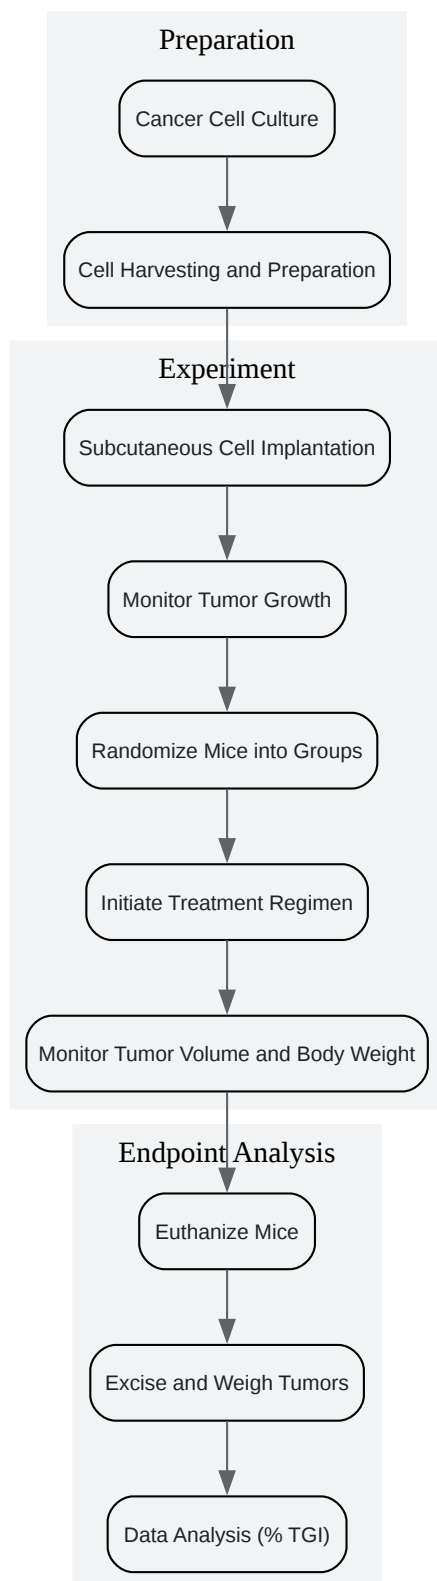 Preparation
Cancer Cell Culture
Cell Harvesting and Preparation
Experiment
Subcutaneous Cell Implantation
Monitor Tumor Growth
Randomize Mice into Groups
Initiate Treatment Regimen
Monitor Tumor Volume and Body Weight
Endpoint Analysis
Euthanize Mice
Excise and Weigh Tumors
Data Analysis (% TGI)